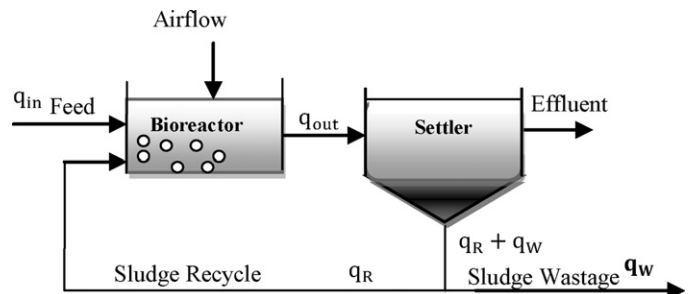 Airflow
q_in Feed
Bioreactor
q_out
Settler
Effluent
q_R + q_W
Sludge Recycle
q_R
Sludge Wastage
q_W